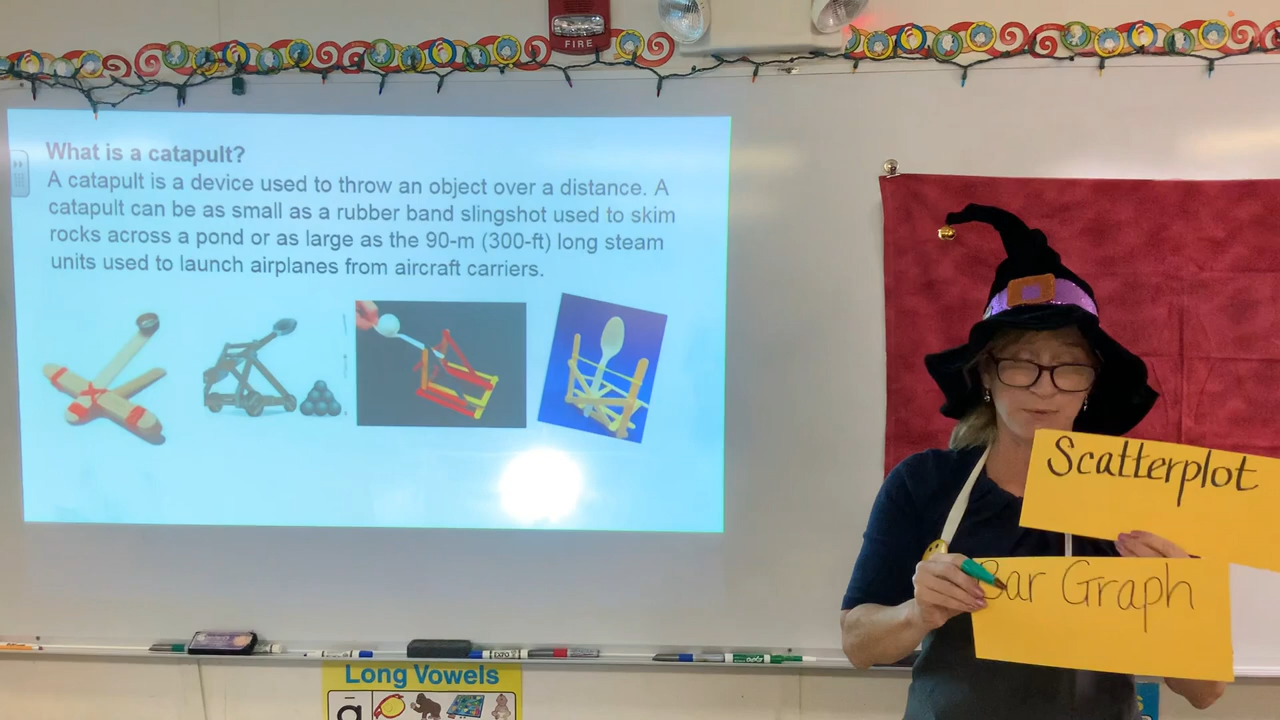 FIRE
What is a catapult?
A catapult is a device used to throw an object over a distance. A
catapult can be as small as a rubber band slingshot used to skim
rocks across a pond or as large as the 90-m (300-ft) long steam
units used to launch airplanes from aircraft carriers.
Scatterplot
Bar Graph
EXPO
Long Vowels
ā